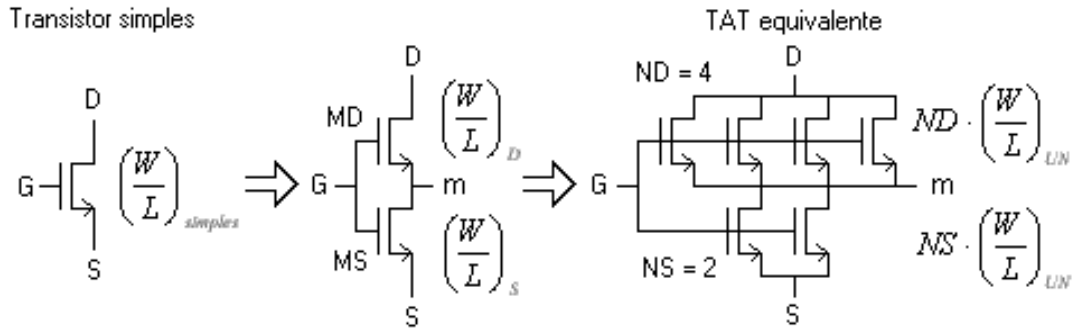 Transistor simples
TAT equivalente
D
G
(W/L)simples
S
D
MD
(W/L)D
G
m
MS
(W/L)S
S
D
ND = 4
ND · (W/L)UN
G
m
NS = 2
NS · (W/L)UN
S